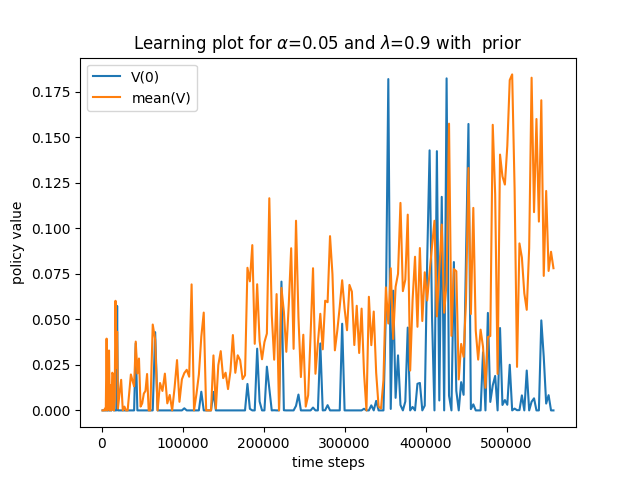 Learning plot for α=0.05 and λ=0.9 with  prior
V(0)
mean(V)
policy value
0.175
0.150
0.125
0.100
0.075
0.050
0.025
0.000
0 100000 200000 300000 400000 500000
time steps